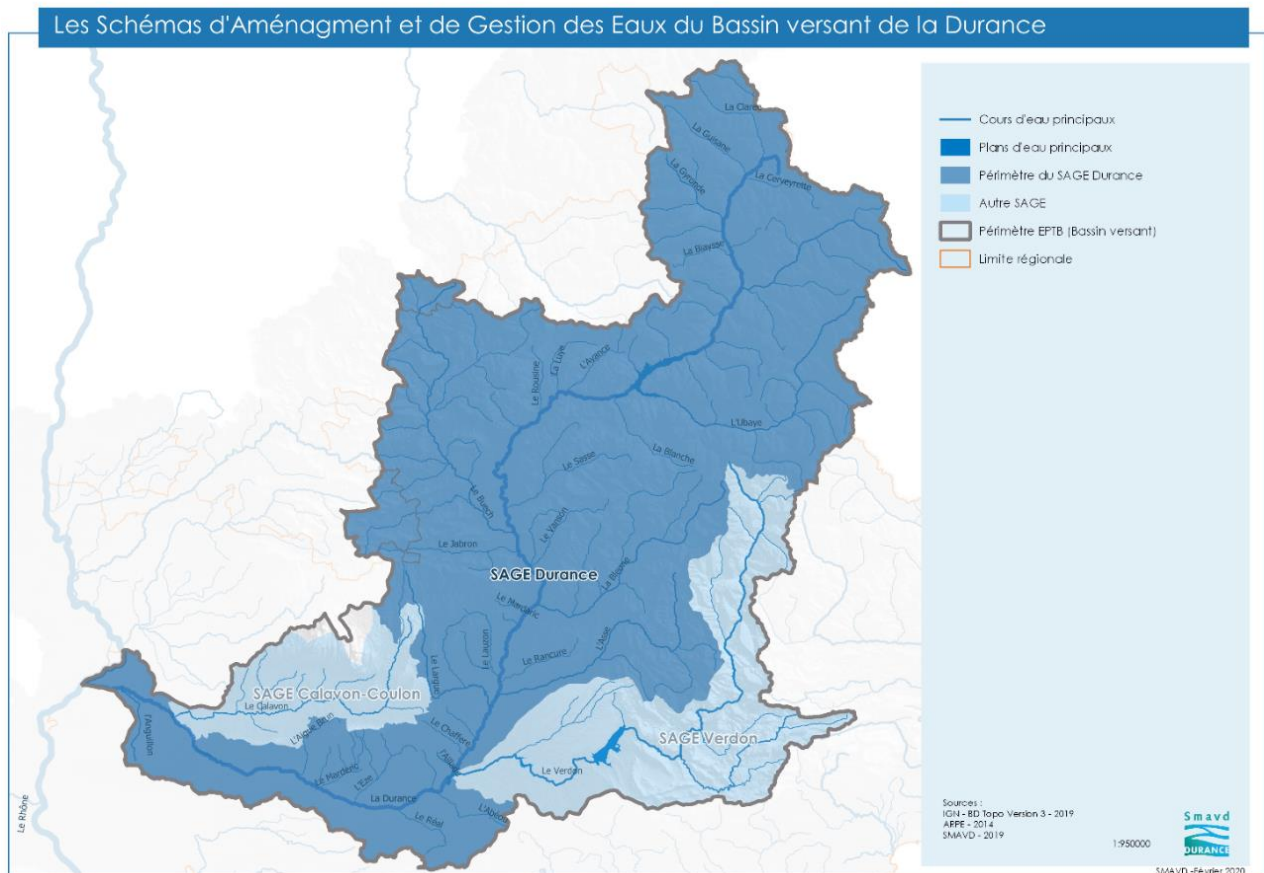 Les Schémas d'Aménagment et de Gestion des Eaux du Bassin versant de la Durance
Cours d'eau principaux
Plans d'eau principaux
Périmètre du SAGE Durance
Autre SAGE
Périmètre EPTB (Bassin versant)
Limite régionale
La Clarée
La Guisane
La Gyronde
La Cerveyrette
La Biaysse
Le Rousine
La Luye
L'Avance
L'Ubaye
La Blanche
Le Sasse
Le Buëch
Le Vanson
Le Jabron
SAGE Durance
La Bléone
Le Mardaric
Le Lauzon
L'Asse
Le Rancure
Le Largue
SAGE Calavon-Coulon
Le Calavon
L'Aigue Brun
Le Chaffère
l'Anguillon
SAGE Verdon
Le Verdon
Le Mardéric
L'Eze
La Durance
Le Réal
L'Abéou
Le Rhône
Sources :
IGN - BD Topo Version 3 - 2019
AFPE - 2014
SMAVD - 2019
1:950000
Smavd
DURANCE
SMAVD -Février 2020